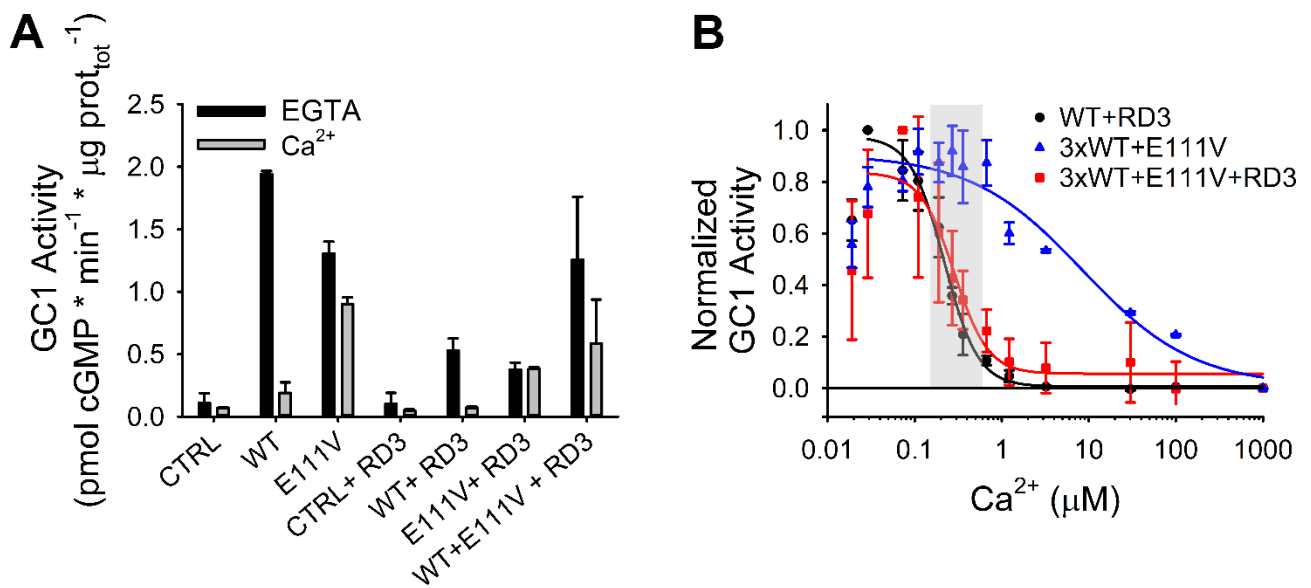 A
GC1 Activity
(pmol cGMP * min⁻¹ * µg prot_tot⁻¹)
2.5
2.0
1.5
1.0
0.5
0.0
EGTA
Ca²⁺
CTRL
WT
E111V
CTRL+ RD3
WT+ RD3
E111V+ RD3
WT+E111V + RD3
B
Normalized
GC1 Activity
1.0
0.8
0.6
0.4
0.2
0.0
WT+RD3
3xWT+E111V
3xWT+E111V+RD3
0.01
0.1
1
10
100
1000
Ca²⁺ (µM)